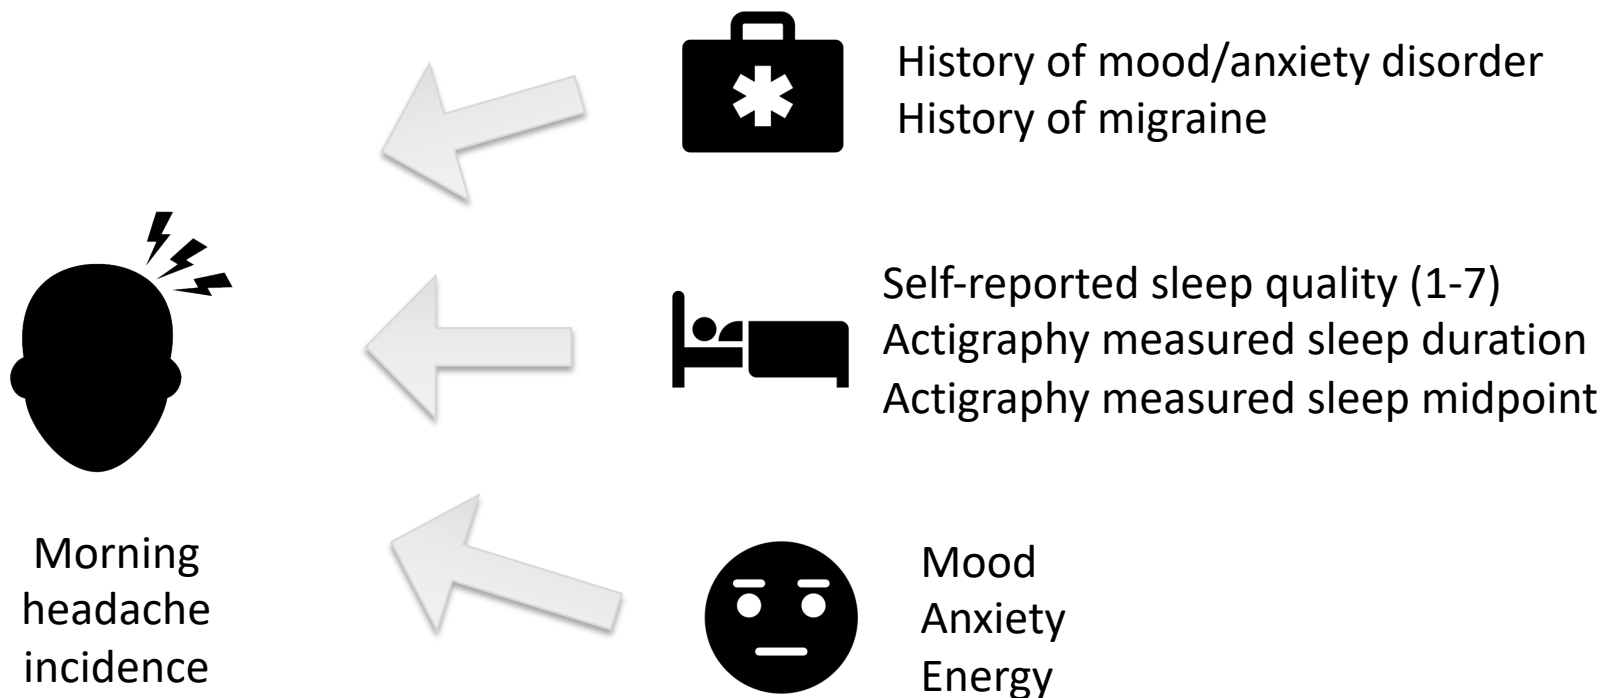 History of mood/anxiety disorder
History of migraine
Self-reported sleep quality (1-7)
Actigraphy measured sleep duration
Actigraphy measured sleep midpoint
Morning
headache
incidence
Mood
Anxiety
Energy